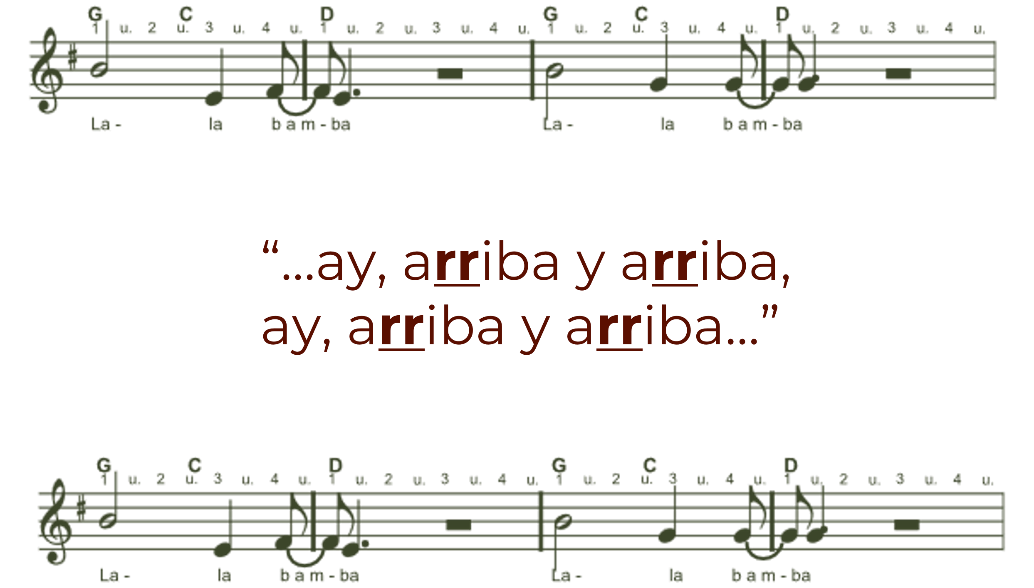 G C D G C D
1 u. 2 u. 3 u. 4 u. 1 u. 2 u. 3 u. 4 u. 1 u. 2 u. 3 u. 4 u. 1 u. 2 u. 3 u. 4 u.
La - la bam - ba La - la bam - ba
“...ay, arriba y arriba,
ay, arriba y arriba...”
G C D G C D
1 u. 2 u. 3 u. 4 u. 1 u. 2 u. 3 u. 4 u. 1 u. 2 u. 3 u. 4 u. 1 u. 2 u. 3 u. 4 u.
La - la bam - ba La - la bam - ba